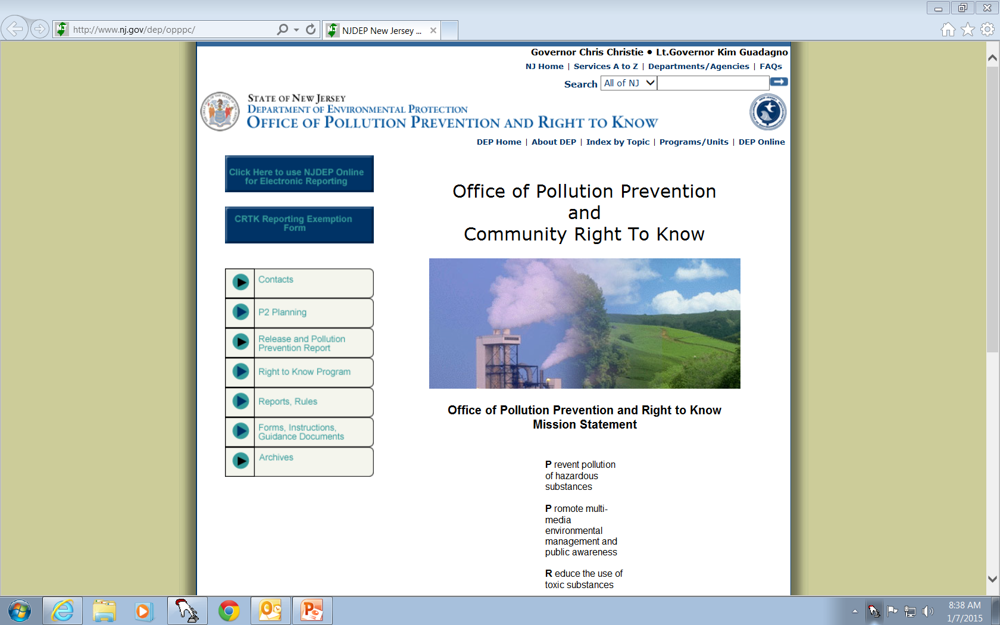 http://www.nj.gov/dep/opppc/
NJDEP New Jersey ...
Governor Chris Christie • Lt.Governor Kim Guadagno
NJ Home | Services A to Z | Departments/Agencies | FAQs
Search All of NJ
STATE OF NEW JERSEY
DEPARTMENT OF ENVIRONMENTAL PROTECTION
OFFICE OF POLLUTION PREVENTION AND RIGHT TO KNOW
DEP Home | About DEP | Index by Topic | Programs/Units | DEP Online
Click Here to use NJDEP Online
for Electronic Reporting
CRTK Reporting Exemption
Form
Contacts
P2 Planning
Release and Pollution
Prevention Report
Right to Know Program
Reports, Rules
Forms, Instructions,
Guidance Documents
Archives
Office of Pollution Prevention
and
Community Right To Know
Office of Pollution Prevention and Right to Know
Mission Statement
P revent pollution
of hazardous
substances
P romote multi-
media
environmental
management and
public awareness
R educe the use of
toxic substances
8:38 AM
1/7/2015